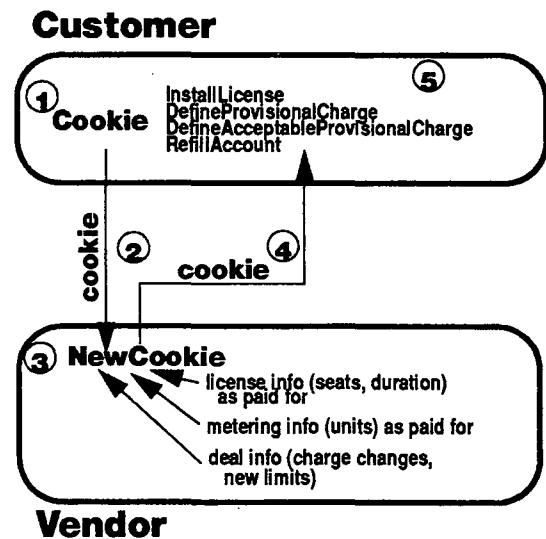 Customer
1
Cookie
InstallLicense
DefineProvisionalCharge
DefineAcceptableProvisionalCharge
RefillAccount
5
cookie
2
cookie
4
3
NewCookie
license info (seats, duration)
as paid for
metering info (units) as paid for
deal info (charge changes,
new limits)
Vendor